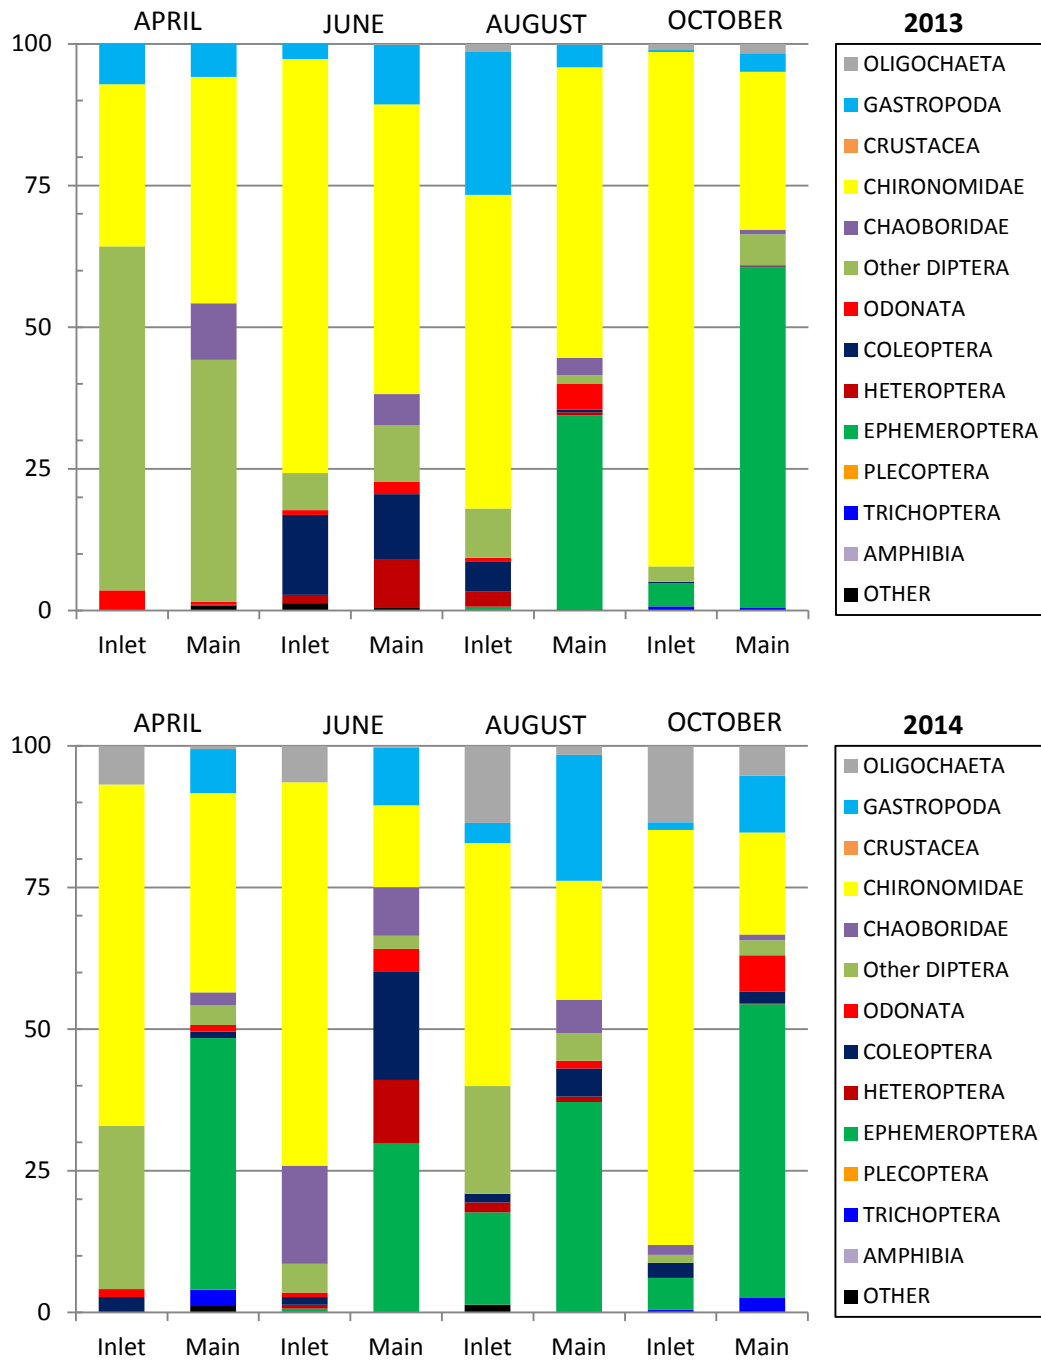 APRIL JUNE AUGUST OCTOBER 2013
100
75
50
25
0
Inlet Main Inlet Main Inlet Main Inlet Main
OLIGOCHAETA
GASTROPODA
CRUSTACEA
CHIRONOMIDAE
CHAOBORIDAE
Other DIPTERA
ODONATA
COLEOPTERA
HETEROPTERA
EPHEMEROPTERA
PLECOPTERA
TRICHOPTERA
AMPHIBIA
OTHER
APRIL JUNE AUGUST OCTOBER 2014
100
75
50
25
0
Inlet Main Inlet Main Inlet Main Inlet Main
OLIGOCHAETA
GASTROPODA
CRUSTACEA
CHIRONOMIDAE
CHAOBORIDAE
Other DIPTERA
ODONATA
COLEOPTERA
HETEROPTERA
EPHEMEROPTERA
PLECOPTERA
TRICHOPTERA
AMPHIBIA
OTHER